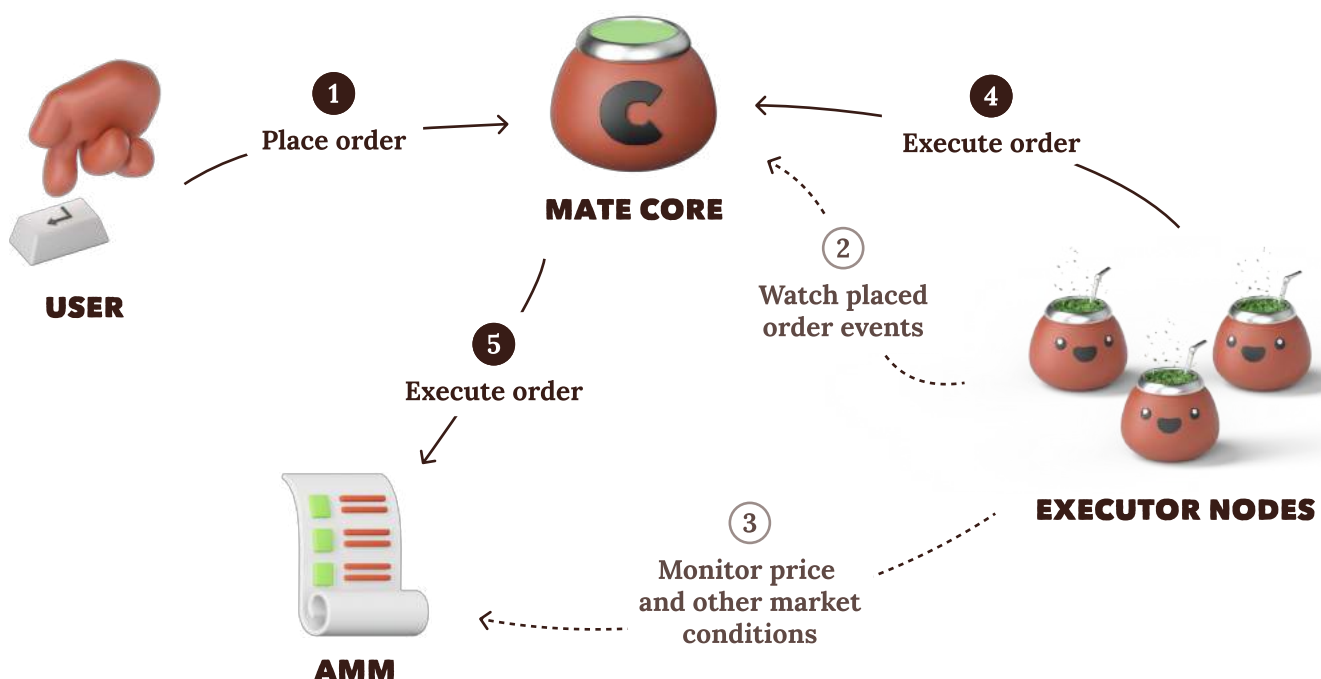 1
Place order
USER
C
MATE CORE
4
Execute order
2
Watch placed
order events
5
Execute order
EXECUTOR NODES
3
Monitor price
and other market
conditions
AMM